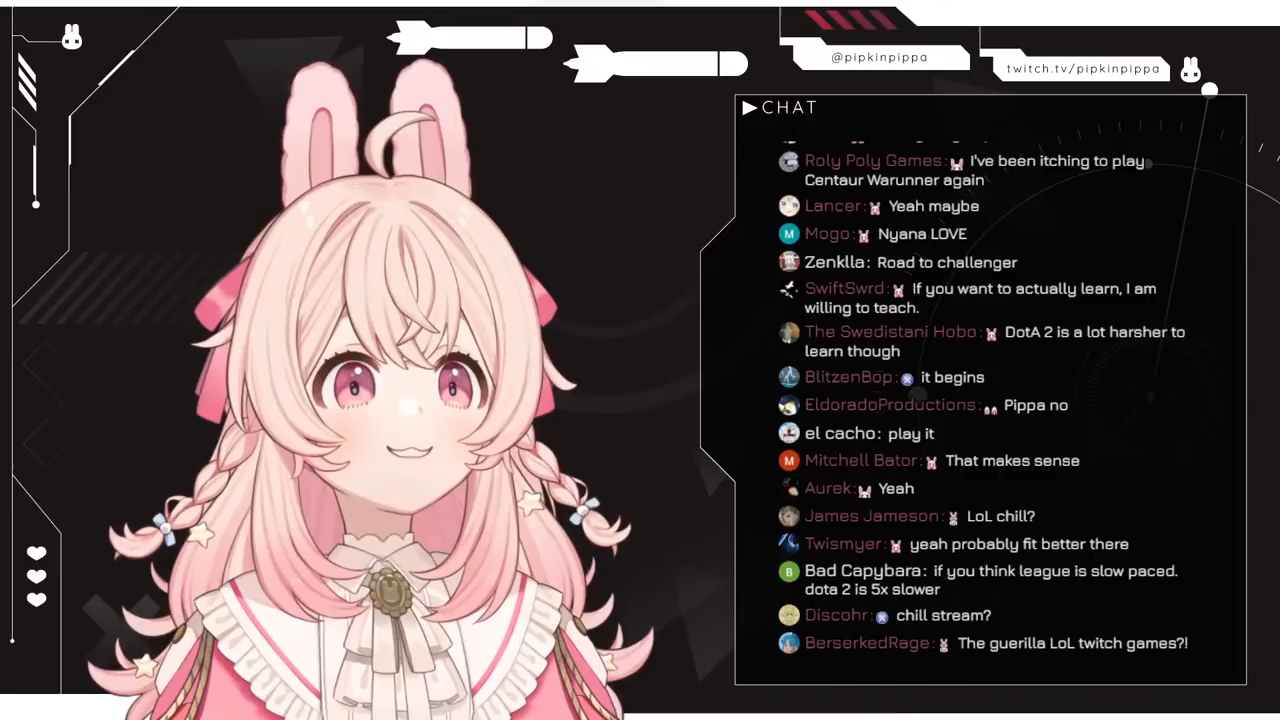 @pipkinpippa
twitch.tv/pipkinpippa
▶CHAT
Roly Poly Games: I've been itching to play
Centaur Warunner again
Lancer: Yeah maybe
M Mogo: Nyana LOVE
Zenklla: Road to challenger
SwiftSwrd: If you want to actually learn, I am
willing to teach.
The Swedistani Hobo: DotA 2 is a lot harsher to
learn though
BlitzenBop: it begins
EldoradoProductions: Pippa no
el cacho: play it
M Mitchell Bator: That makes sense
Aurek: Yeah
James Jameson: LoL chill?
Twismyer: yeah probably fit better there
B Bad Capybara: if you think league is slow paced.
dota 2 is 5x slower
Discohr: chill stream?
BerserkedRage: The guerilla LoL twitch games?!